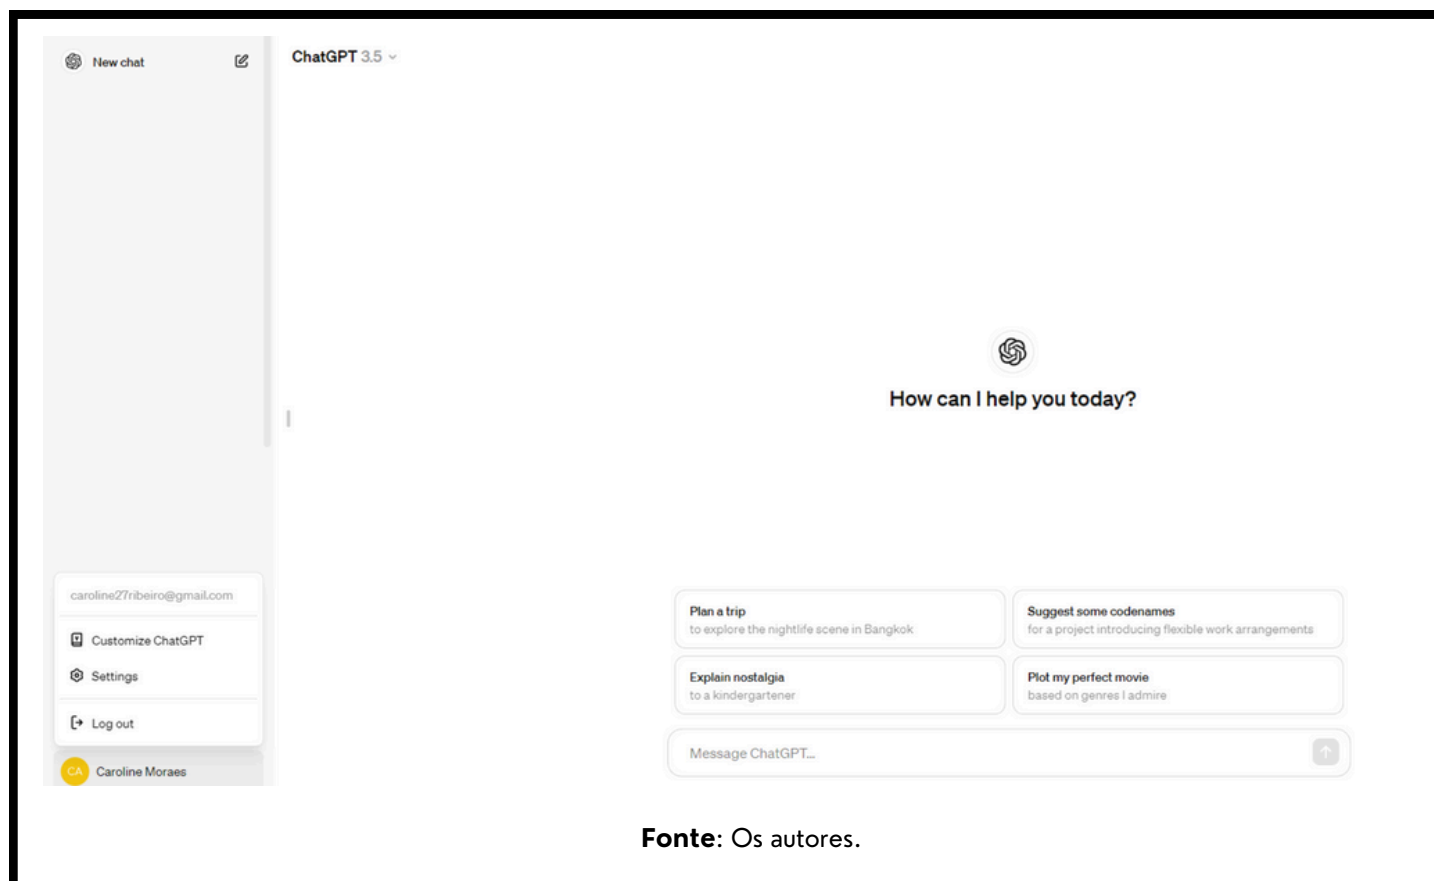 New chat
ChatGPT 3.5
How can I help you today?
caroline27ribeiro@gmail.com
Customize ChatGPT
Settings
Log out
CA Caroline Moraes
Plan a trip
to explore the nightlife scene in Bangkok
Suggest some codenames
for a project introducing flexible work arrangements
Explain nostalgia
to a kindergartener
Plot my perfect movie
based on genres I admire
Message ChatGPT...
Fonte: Os autores.